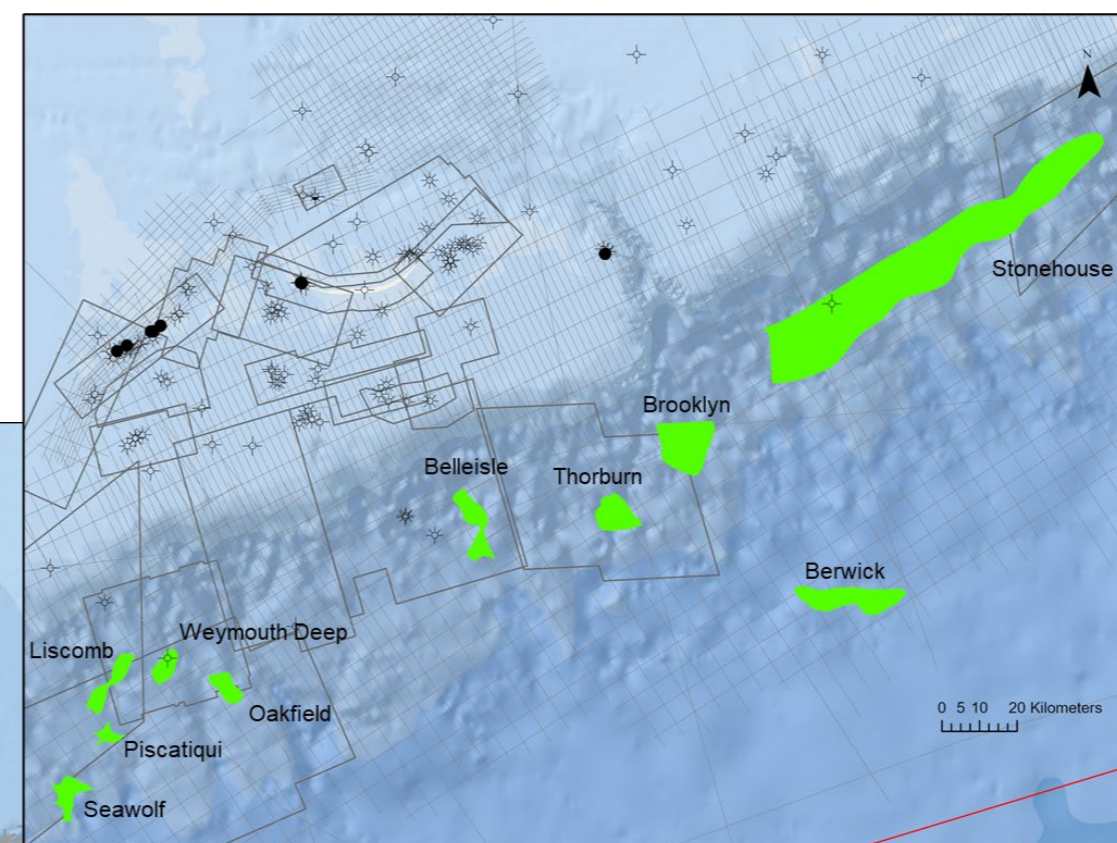 N
Stonehouse
Brooklyn
Belleisle
Thorburn
Berwick
Weymouth Deep
Liscomb
Oakfield
0 5 10 20 Kilometers
Piscatiqui
Seawolf